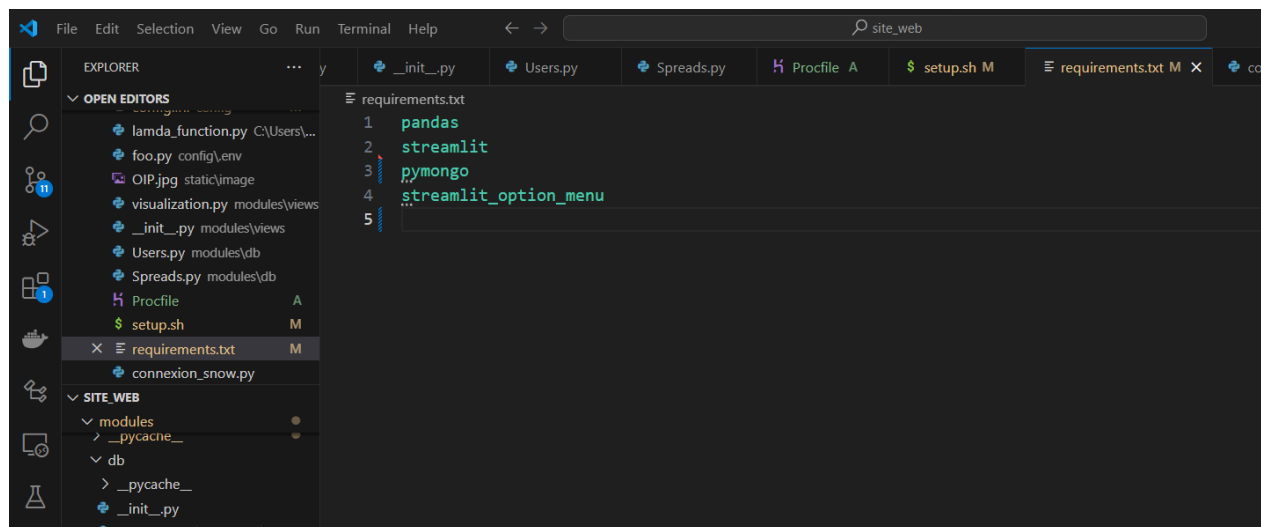 File Edit Selection View Go Run Terminal Help
site_web
EXPLORER
y
__init__.py
Users.py
Spreads.py
Procfile A
setup.sh M
requirements.txt M
co
OPEN EDITORS
lamda_function.py C:\Users\...
foo.py config\.env
OIP.jpg static\image
visualization.py modules\views
__init__.py modules\views
Users.py modules\db
Spreads.py modules\db
Procfile A
setup.sh M
requirements.txt M
connexion_snow.py
SITE_WEB
modules
__pycache__
db
__pycache__
__init__.py
11
1
requirements.txt
1 pandas
2 streamlit
3 pymongo
4 streamlit_option_menu
5